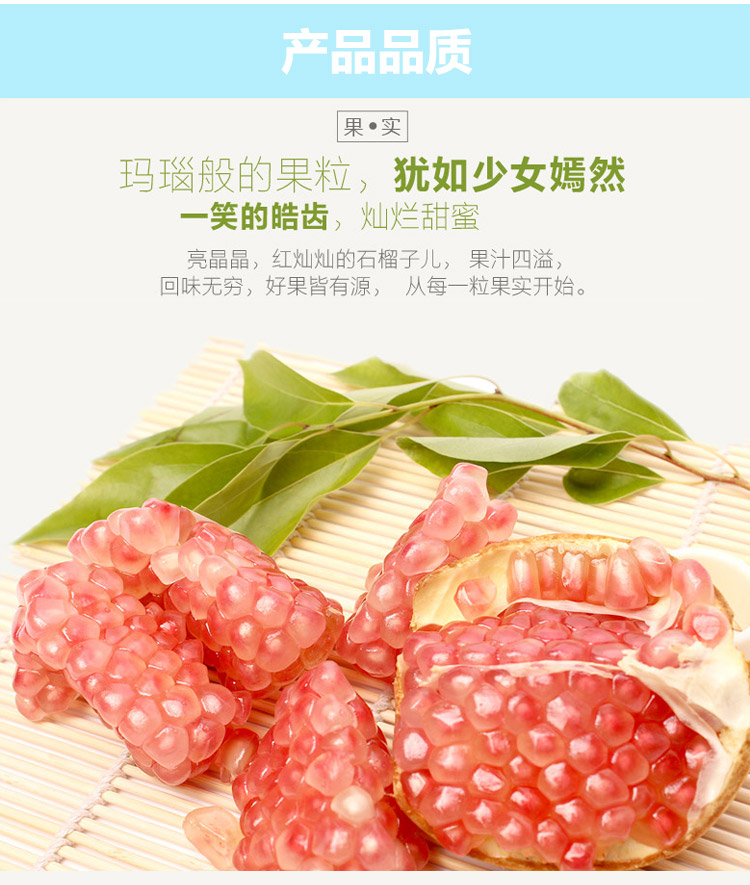 产品品质
果•实
玛瑙般的果粒，犹如少女嫣然
一笑的皓齿，灿烂甜蜜
亮晶晶，红灿灿的石榴子儿， 果汁四溢，
回味无穷，好果皆有源， 从每一粒果实开始。